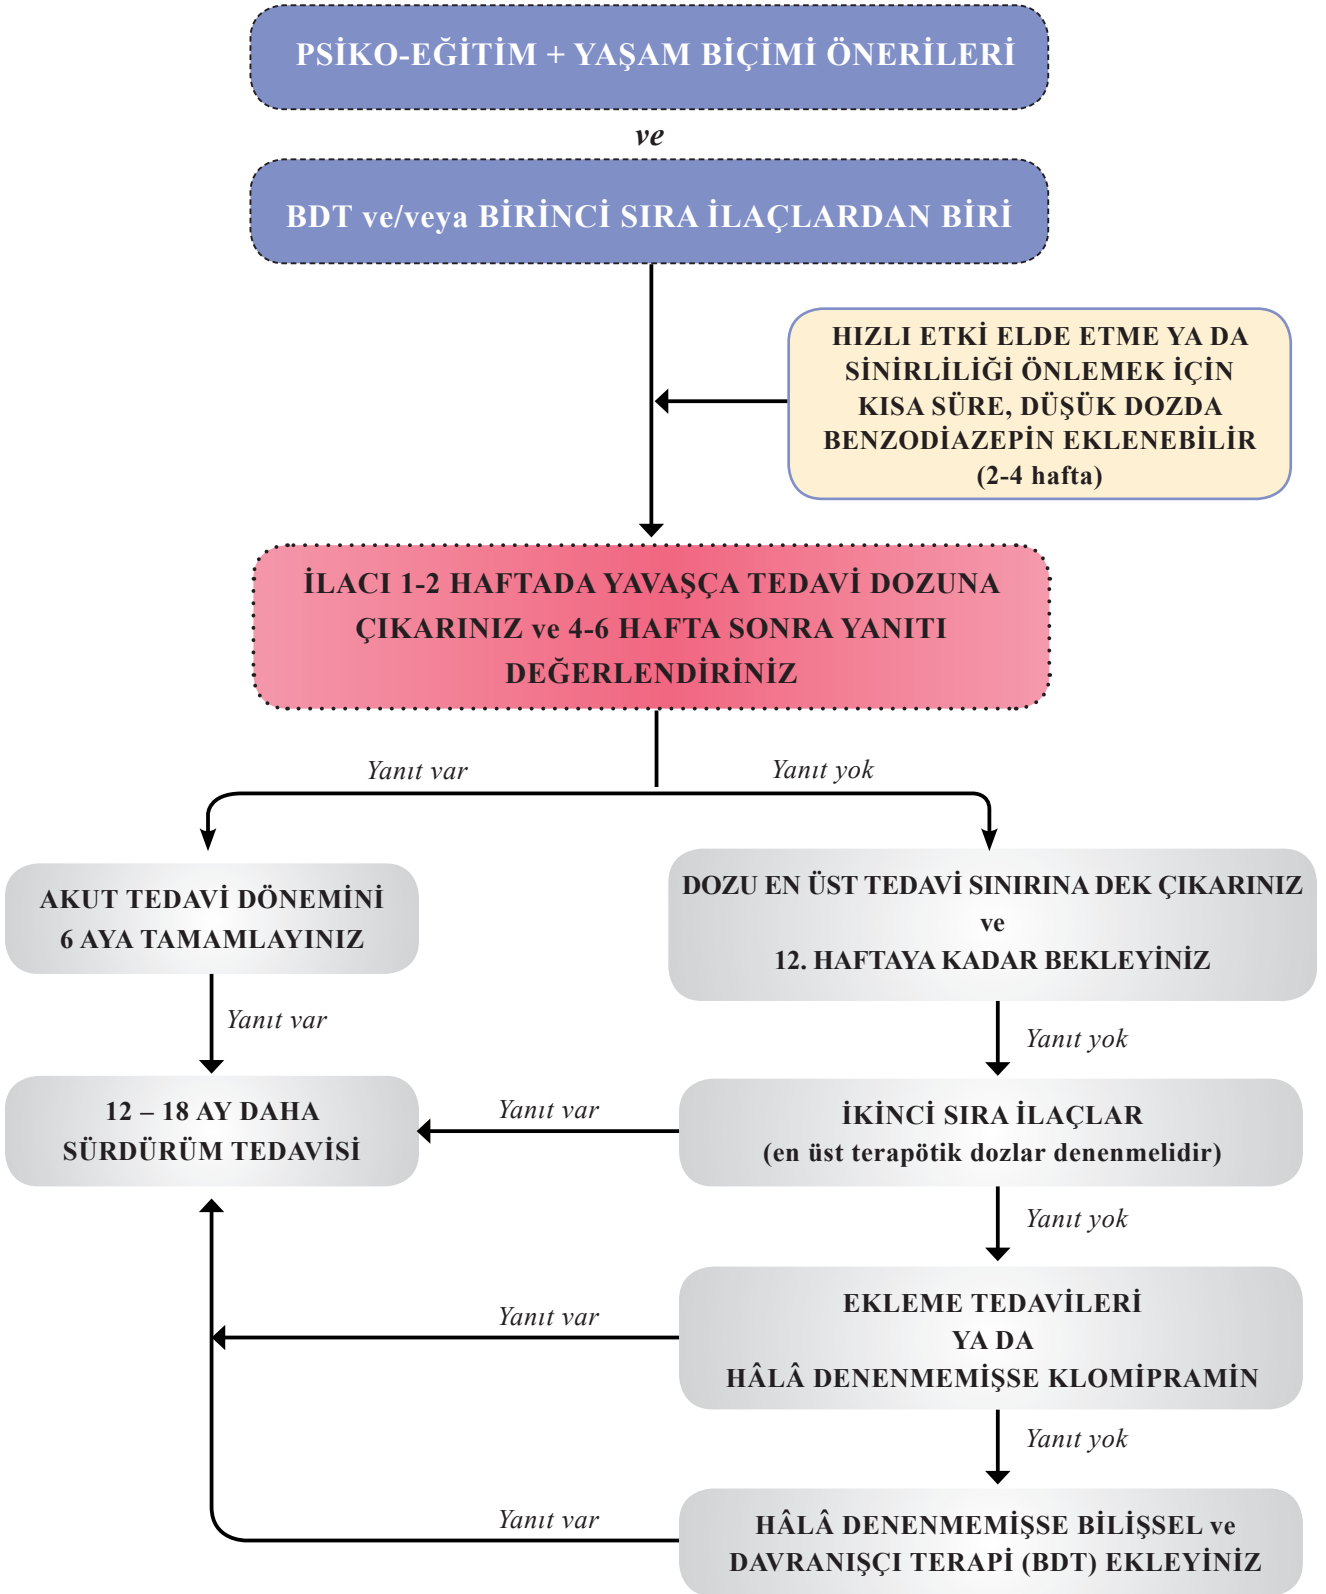 PSİKO-EĞİTİM + YAŞAM BİÇİMİ ÖNERİLERİ
ve
BDT ve/veya BİRİNCİ SIRA İLAÇLARDAN BİRİ
HIZLI ETKİ ELDE ETME YA DA
SİNİRLİLİĞİ ÖNLEMEK İÇİN
KISA SÜRE, DÜŞÜK DOZDA
BENZODİAZEPİN EKLENEBİLİR
(2-4 hafta)
İLACI 1-2 HAFTADA YAVAŞÇA TEDAVİ DOZUNA
ÇIKARINIZ ve 4-6 HAFTA SONRA YANITI
DEĞERLENDİRİNİZ
Yanıt var
Yanıt yok
AKUT TEDAVİ DÖNEMİNİ
6 AYA TAMAMLAYINIZ
DOZU EN ÜST TEDAVİ SINIRINA DEK ÇIKARINIZ
ve
12. HAFTAYA KADAR BEKLEYİNİZ
Yanıt var
Yanıt yok
12 – 18 AY DAHA
SÜRDÜRÜM TEDAVİSİ
Yanıt var
İKİNCİ SIRA İLAÇLAR
(en üst terapötik dozlar denenmelidir)
Yanıt yok
Yanıt var
EKLEME TEDAVİLERİ
YA DA
HÂLÂ DENENMEMİŞSE KLOMİPRAMİN
Yanıt yok
Yanıt var
HÂLÂ DENENMEMİŞSE BİLİŞSEL ve
DAVRANIŞÇI TERAPİ (BDT) EKLEYİNİZ